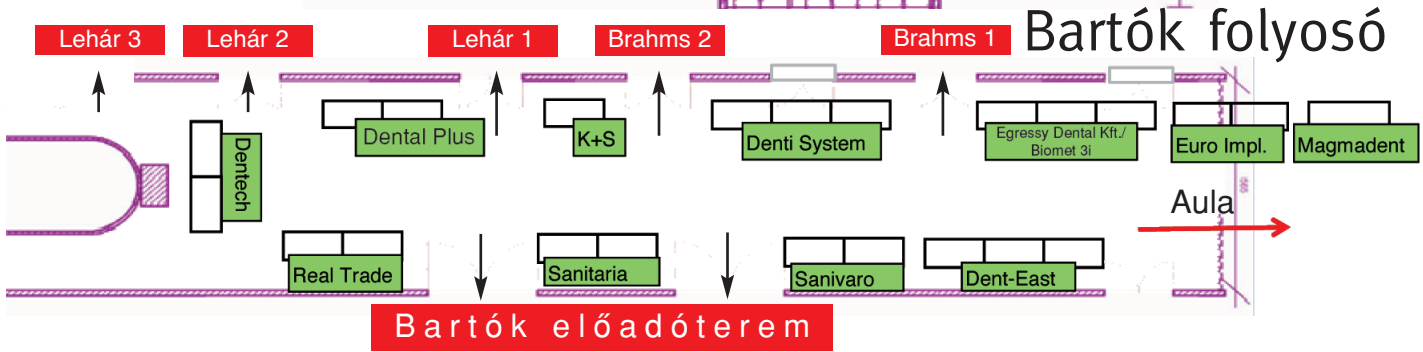 Bartók folyosó
Lehár 3
Lehár 2
Lehár 1
Brahms 2
Brahms 1
Dentech
Dental Plus
K+S
Denti System
Egressy Dental Kft./
Biomet 3i
Euro Impl.
Magmadent
Aula
Real Trade
Sanitaria
Sanivaro
Dent-East
Bartók előadóterem